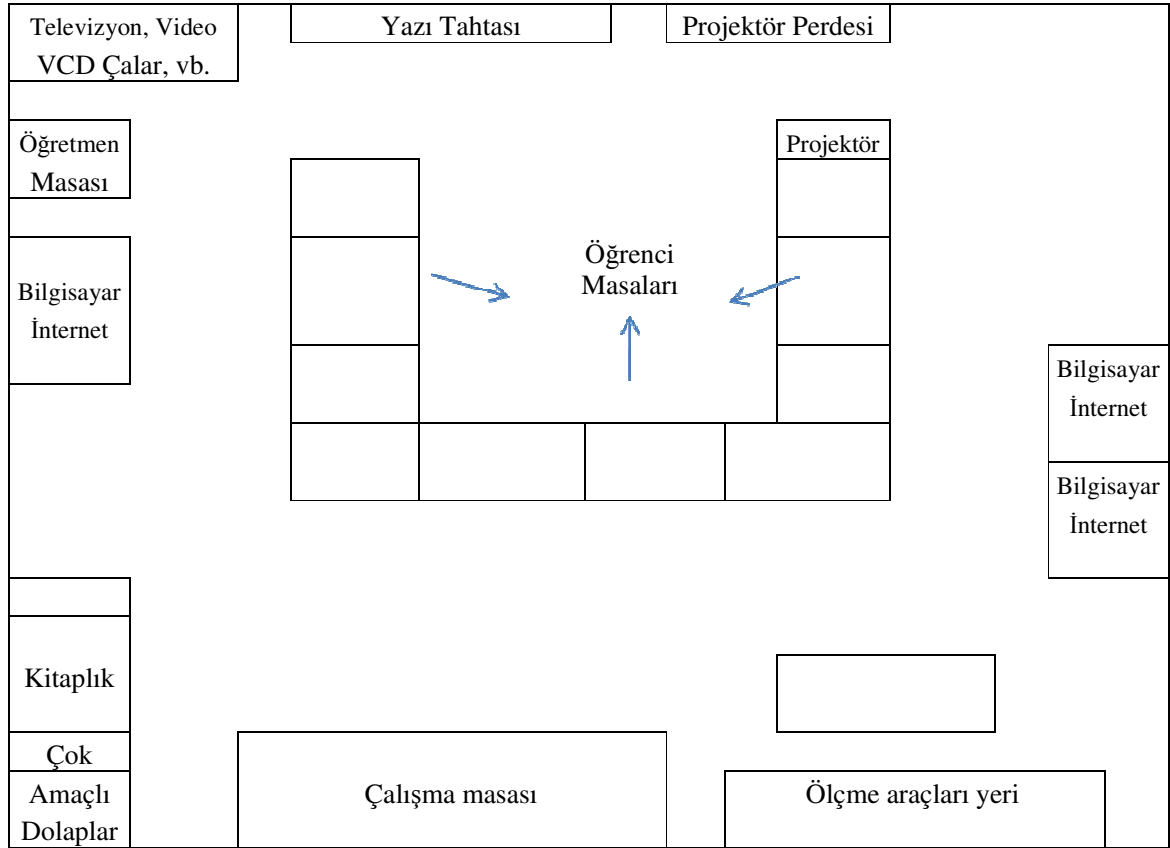 Televizyon, Video
VCD Çalar, vb.
Yazı Tahtası
Projektör Perdesi
Öğretmen
Masası
Projektör
Öğrenci
Masaları
Bilgisayar
İnternet
Bilgisayar
İnternet
Bilgisayar
İnternet
Kitaplık
Çok
Amaçlı
Dolaplar
Çalışma masası
Ölçme araçları yeri